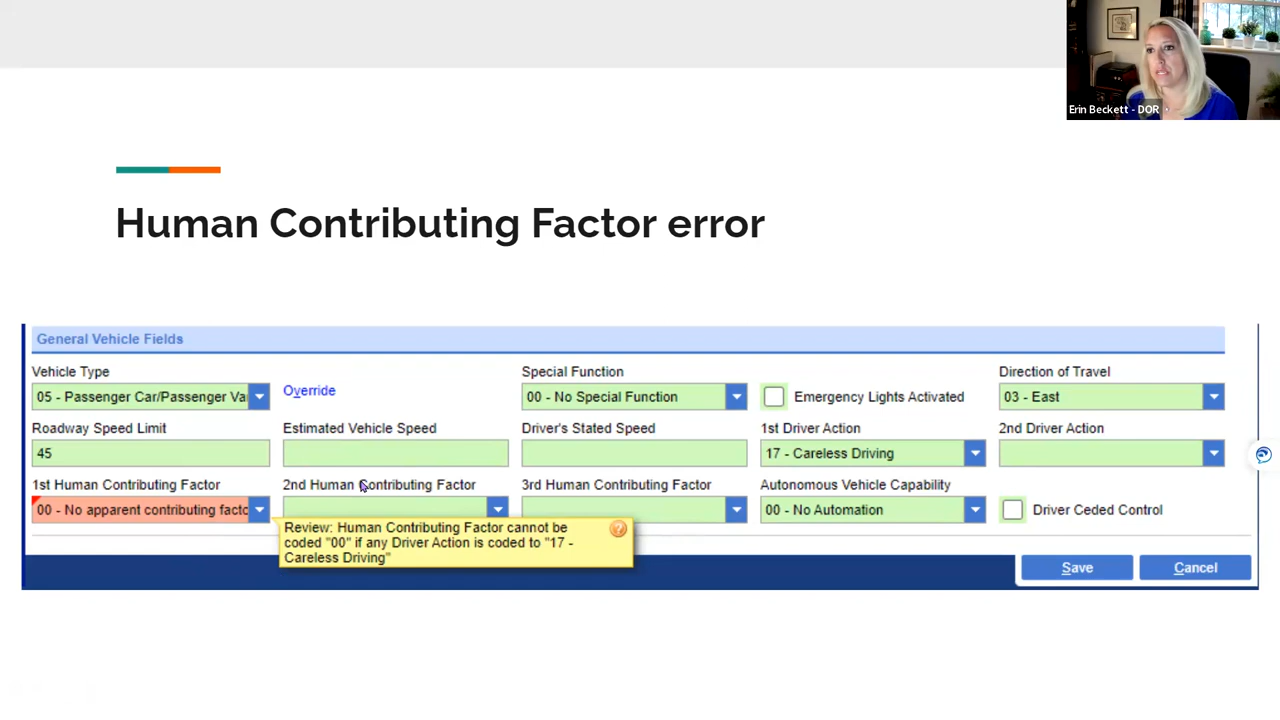 Erin Beckett - DOR
Human Contributing Factor error
General Vehicle Fields
Vehicle Type
Special Function
Direction of Travel
05 - Passenger Car/Passenger Va
Override
00 - No Special Function
Emergency Lights Activated
03 - East
Roadway Speed Limit
Estimated Vehicle Speed
Driver's Stated Speed
1st Driver Action
2nd Driver Action
45
17 - Careless Driving
1st Human Contributing Factor
2nd Human Contributing Factor
3rd Human Contributing Factor
Autonomous Vehicle Capability
00 - No apparent contributing facto
00 - No Automation
Driver Ceded Control
Review: Human Contributing Factor cannot be
coded "00" if any Driver Action is coded to "17 -
Careless Driving"
?
Save
Cancel